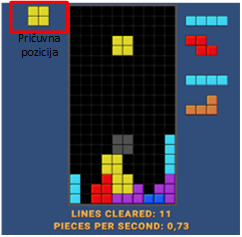 Pričuvna
pozicija
LINES CLEARED: 11
PIECES PER SECOND: 0,73